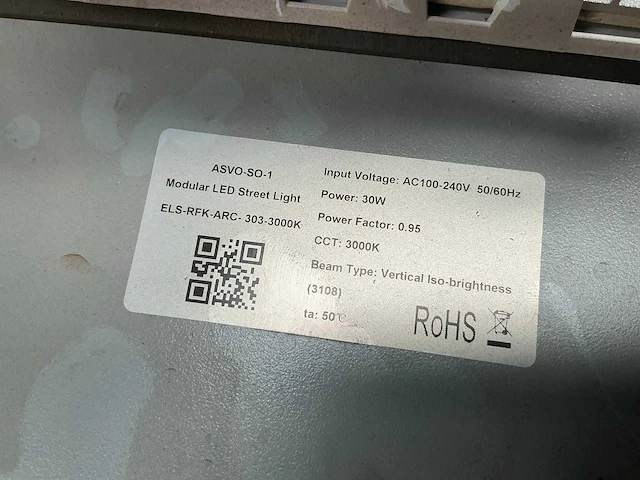 ASVO-SO-1
Modular LED Street Light
ELS-RFK-ARC- 303-3000K
Input Voltage: AC100-240V 50/60Hz
Power: 30W
Power Factor: 0.95
CCT: 3000K
Beam Type: Vertical Iso-brightness
(3108)
ta: 50℃
RoHS